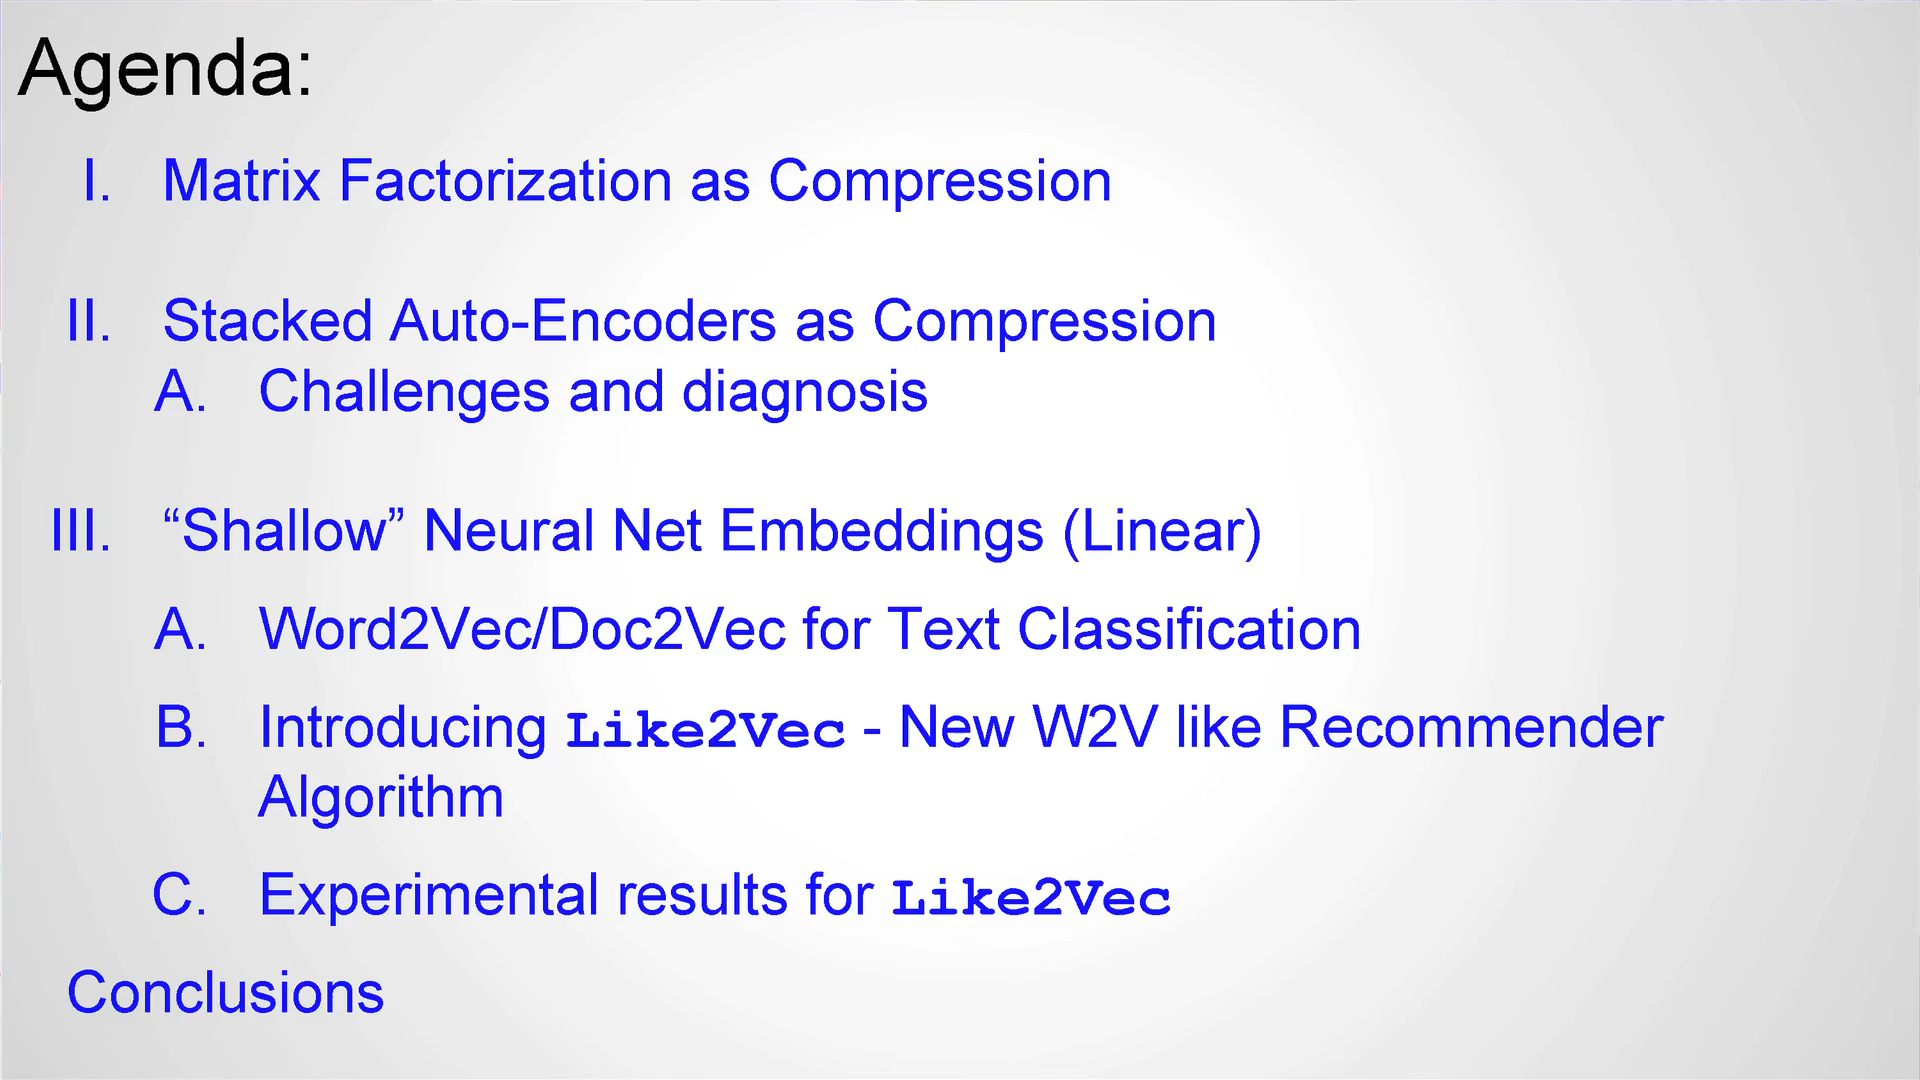 Agenda:
I. Matrix Factorization as Compression
II. Stacked Auto-Encoders as Compression
A. Challenges and diagnosis
III. “Shallow” Neural Net Embeddings (Linear)
A. Word2Vec/Doc2Vec for Text Classification
B. Introducing Like2Vec - New W2V like Recommender
Algorithm
C. Experimental results for Like2Vec
Conclusions